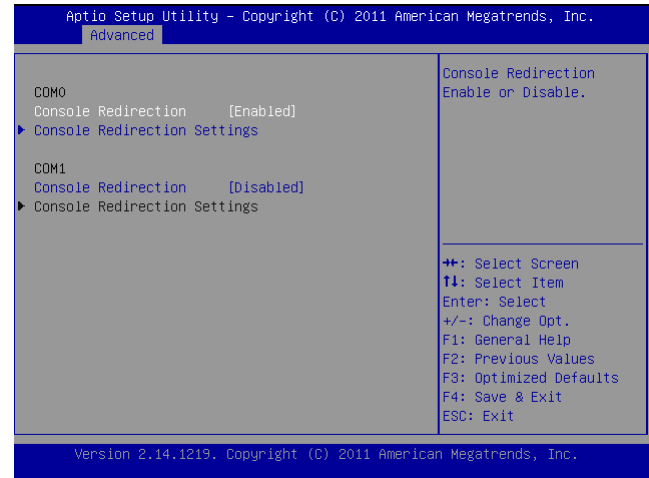 Aptio Setup Utility – Copyright (C) 2011 American Megatrends, Inc.
Advanced
COM0
Console Redirection [Enabled]
Console Redirection Settings
COM1
Console Redirection [Disabled]
Console Redirection Settings
Console Redirection
Enable or Disable.
→←: Select Screen
↑↓: Select Item
Enter: Select
+/-: Change Opt.
F1: General Help
F2: Previous Values
F3: Optimized Defaults
F4: Save & Exit
ESC: Exit
Version 2.14.1219. Copyright (C) 2011 American Megatrends, Inc.